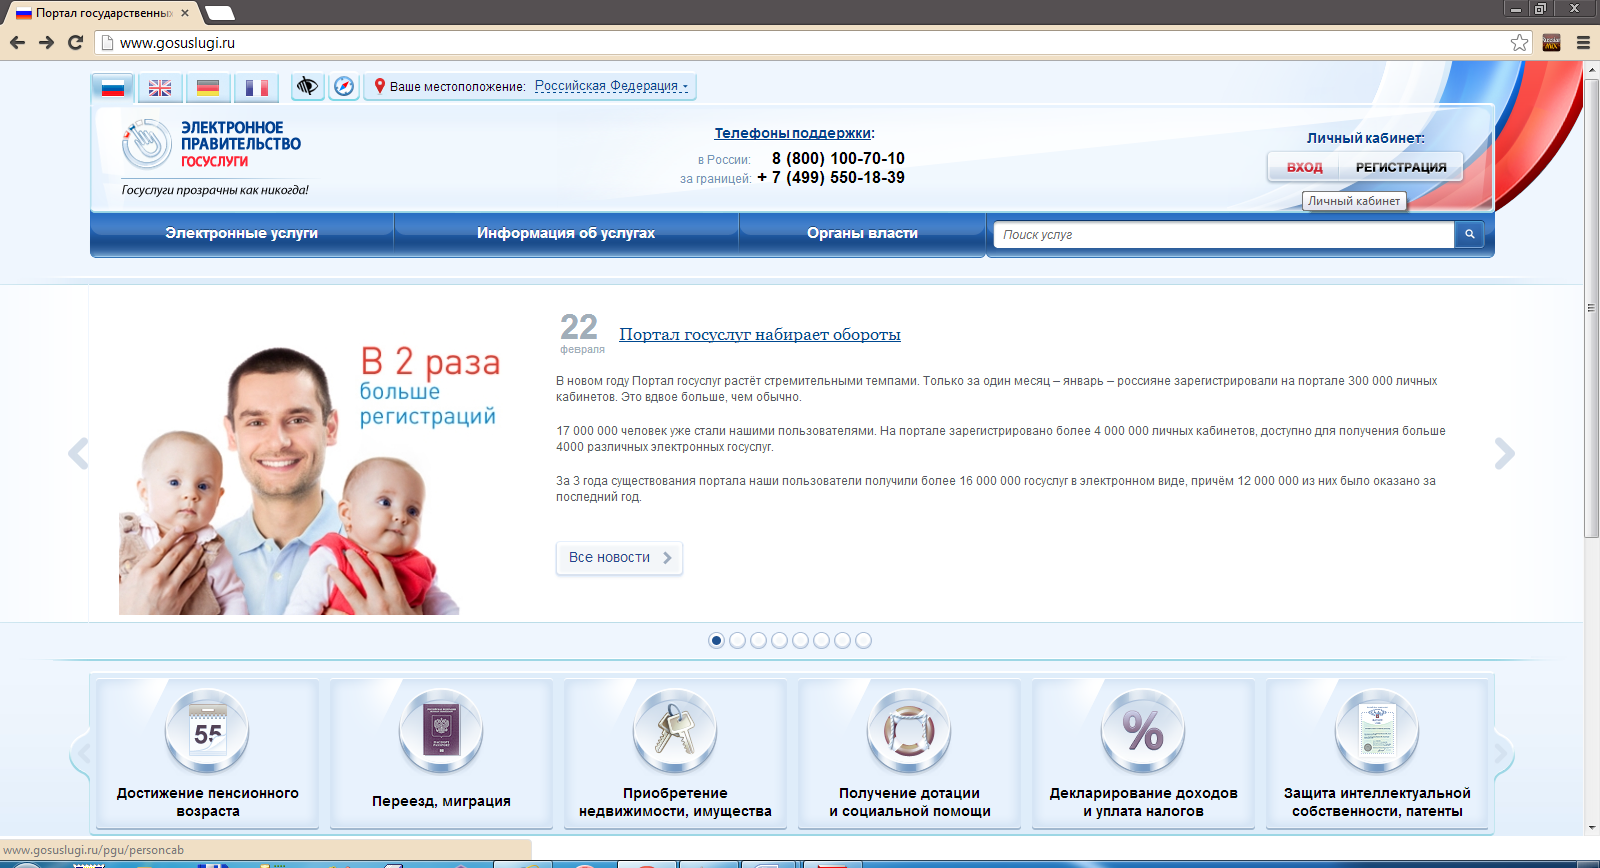 Портал государственных
www.gosuslugi.ru
Ваше местоположение: Российская Федерация
ЭЛЕКТРОННОЕ
ПРАВИТЕЛЬСТВО
ГОСУСЛУГИ
Госуслуги прозрачны как никогда!
Телефоны поддержки:
в России: 8 (800) 100-70-10
за границей: + 7 (499) 550-18-39
Личный кабинет:
ВХОД РЕГИСТРАЦИЯ
Личный кабинет
Электронные услуги Информация об услугах Органы власти Поиск услуг
В 2 раза
больше
регистраций
22
февраля
Портал госуслуг набирает обороты
В новом году Портал госуслуг растёт стремительными темпами. Только за один месяц – январь – россияне зарегистрировали на портале 300 000 личных
кабинетов. Это вдвое больше, чем обычно.
17 000 000 человек уже стали нашими пользователями. На портале зарегистрировано более 4 000 000 личных кабинетов, доступно для получения больше
4000 различных электронных госуслуг.
За 3 года существования портала наши пользователи получили более 16 000 000 госуслуг в электронном виде, причём 12 000 000 из них было оказано за
последний год.
Все новости
55
Достижение пенсионного
возраста
Переезд, миграция
Приобретение
недвижимости, имущества
Получение дотации
и социальной помощи
%
Декларирование доходов
и уплата налогов
Защита интеллектуальной
собственности, патенты
www.gosuslugi.ru/pgu/personcab